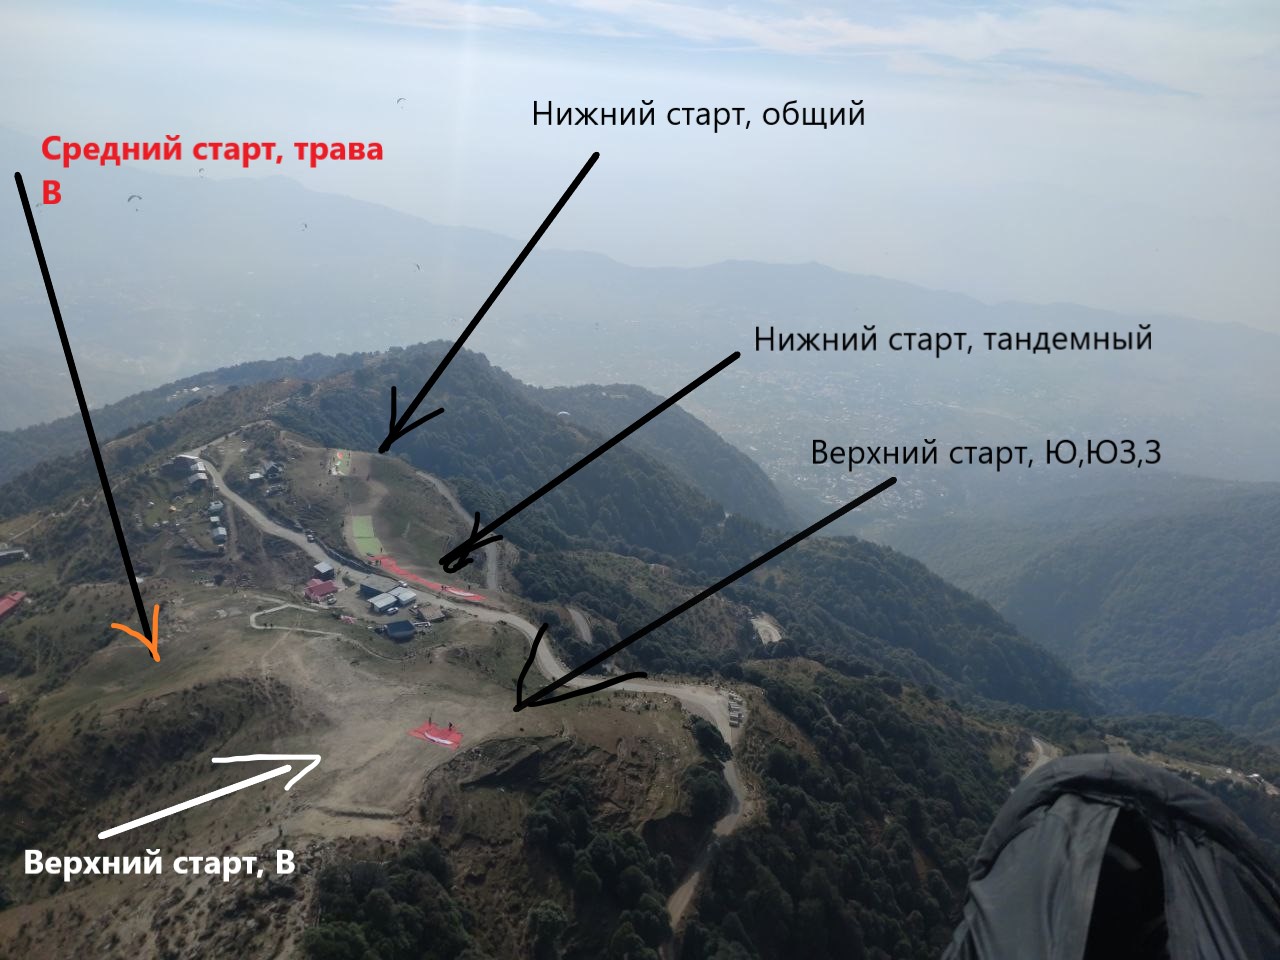 Нижний старт, общий
Средний старт, трава
В
Нижний старт, тандемный
Верхний старт, Ю,ЮЗ,З
Верхний старт, В